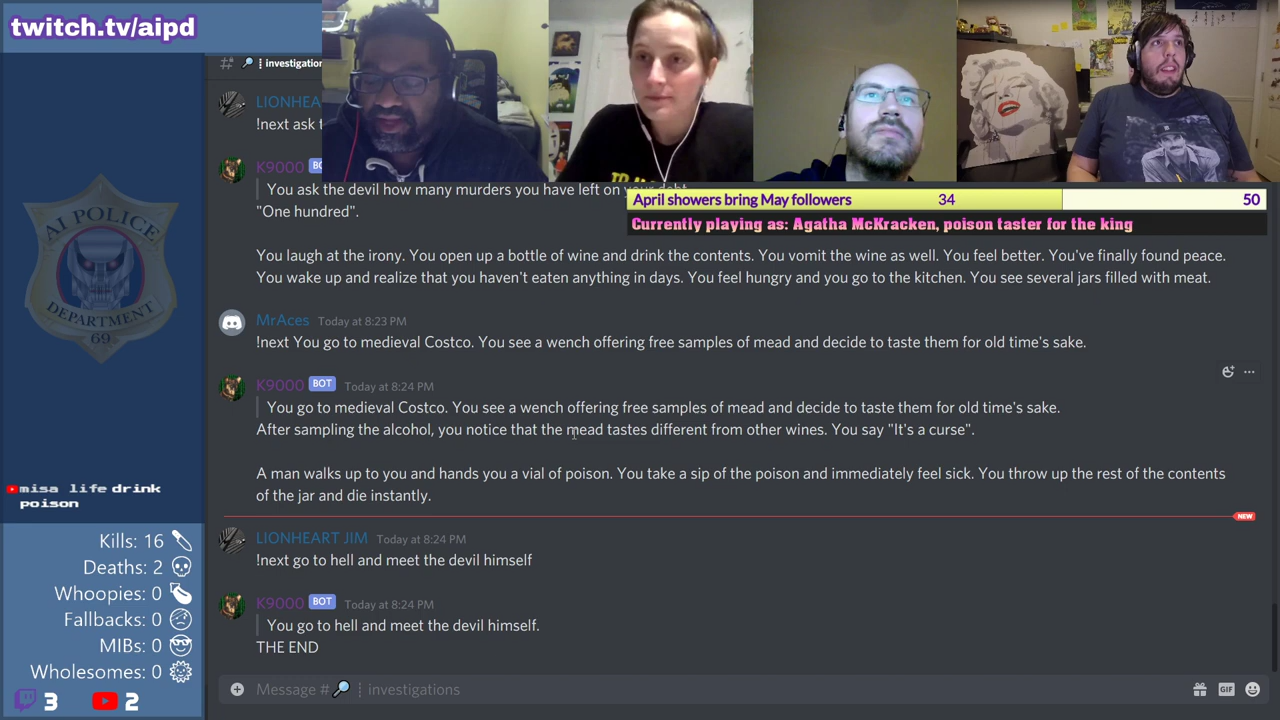 twitch.tv/aipd
AI POLICE
DEPARTMENT
69
misa life drink
poison
Kills: 16
Deaths: 2
Whoopies: 0
Fallbacks: 0
MIBs: 0
Wholesomes: 0
3 2
# investigation
LIONHEA
!next ask t
K9000 BO
You ask the devil how many murders you have left on your debt
"One hundred".
April showers bring May followers 34 50
Currently playing as: Agatha McKracken, poison taster for the king
You laugh at the irony. You open up a bottle of wine and drink the contents. You vomit the wine as well. You feel better. You've finally found peace.
You wake up and realize that you haven't eaten anything in days. You feel hungry and you go to the kitchen. You see several jars filled with meat.
MrAces Today at 8:23 PM
!next You go to medieval Costco. You see a wench offering free samples of mead and decide to taste them for old time's sake.
K9000 BOT Today at 8:24 PM
You go to medieval Costco. You see a wench offering free samples of mead and decide to taste them for old time's sake.
After sampling the alcohol, you notice that the mead tastes different from other wines. You say "It's a curse".
A man walks up to you and hands you a vial of poison. You take a sip of the poison and immediately feel sick. You throw up the rest of the contents
of the jar and die instantly.
NEW
LIONHEART JIM Today at 8:24 PM
!next go to hell and meet the devil himself
K9000 BOT Today at 8:24 PM
You go to hell and meet the devil himself.
THE END
Message # investigations
GIF